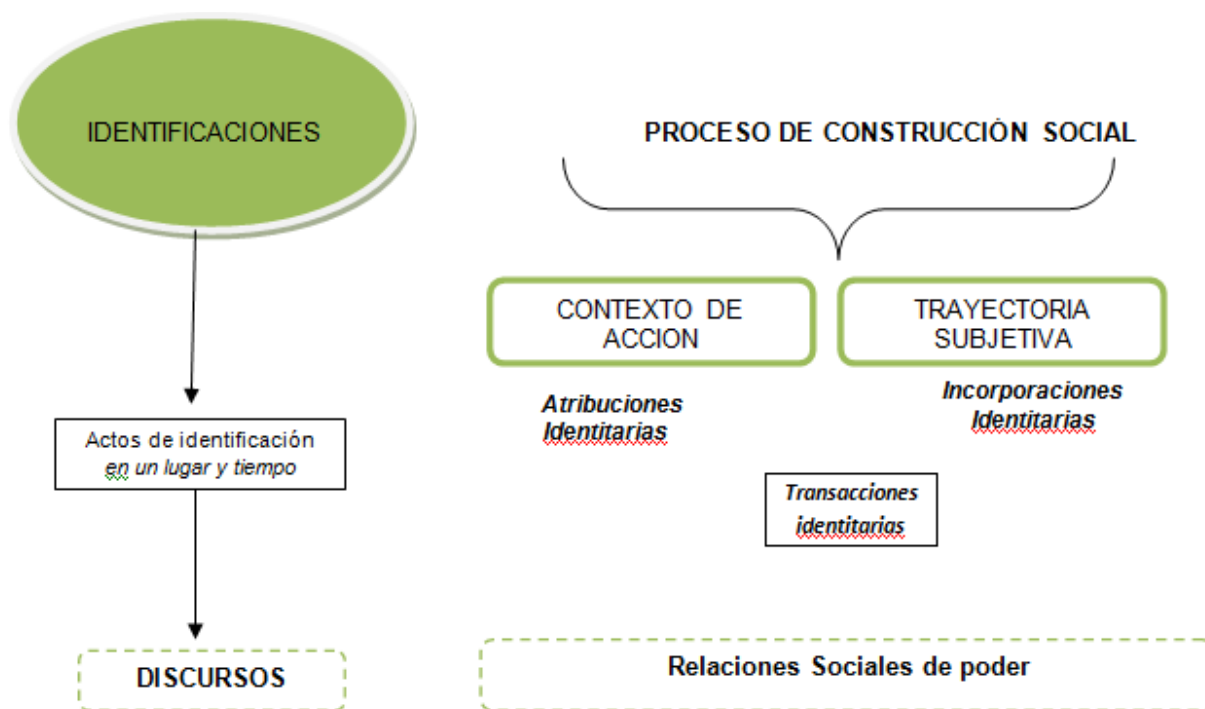 IDENTIFICACIONES
Actos de identificación
en un lugar y tiempo
DISCURSOS
PROCESO DE CONSTRUCCIÓN SOCIAL
CONTEXTO DE
ACCION
TRAYECTORIA
SUBJETIVA
Atribuciones
Identitarias
Incorporaciones
Identitarias
Transacciones
identitarias
Relaciones Sociales de poder